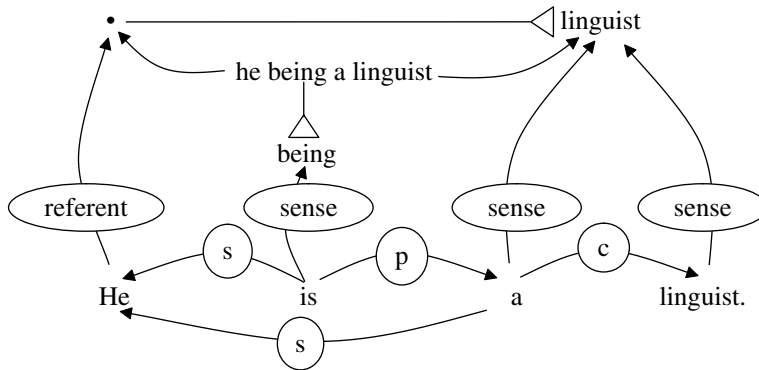 • linguist
he being a linguist
being
referent sense sense sense
s p c
He is a linguist.
s